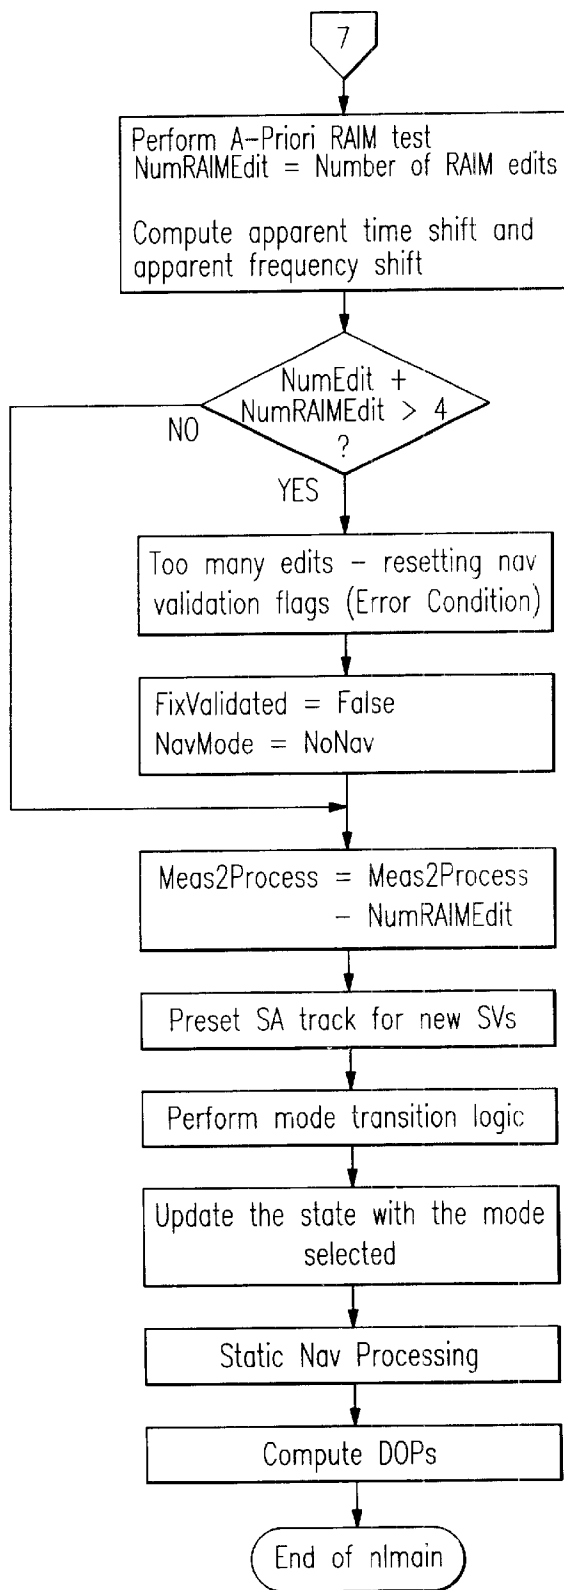 7
Perform A-Priori RAIM test
NumRAIMEdit = Number of RAIM edits
Compute apparent time shift and
apparent frequency shift
NumEdit +
NumRAIMEdit > 4
?
NO
YES
Too many edits – resetting nav
validation flags (Error Condition)
FixValidated = False
NavMode = NoNav
Meas2Process = Meas2Process
– NumRAIMEdit
Preset SA track for new SVs
Perform mode transition logic
Update the state with the mode
selected
Static Nav Processing
Compute DOPs
End of nlmain